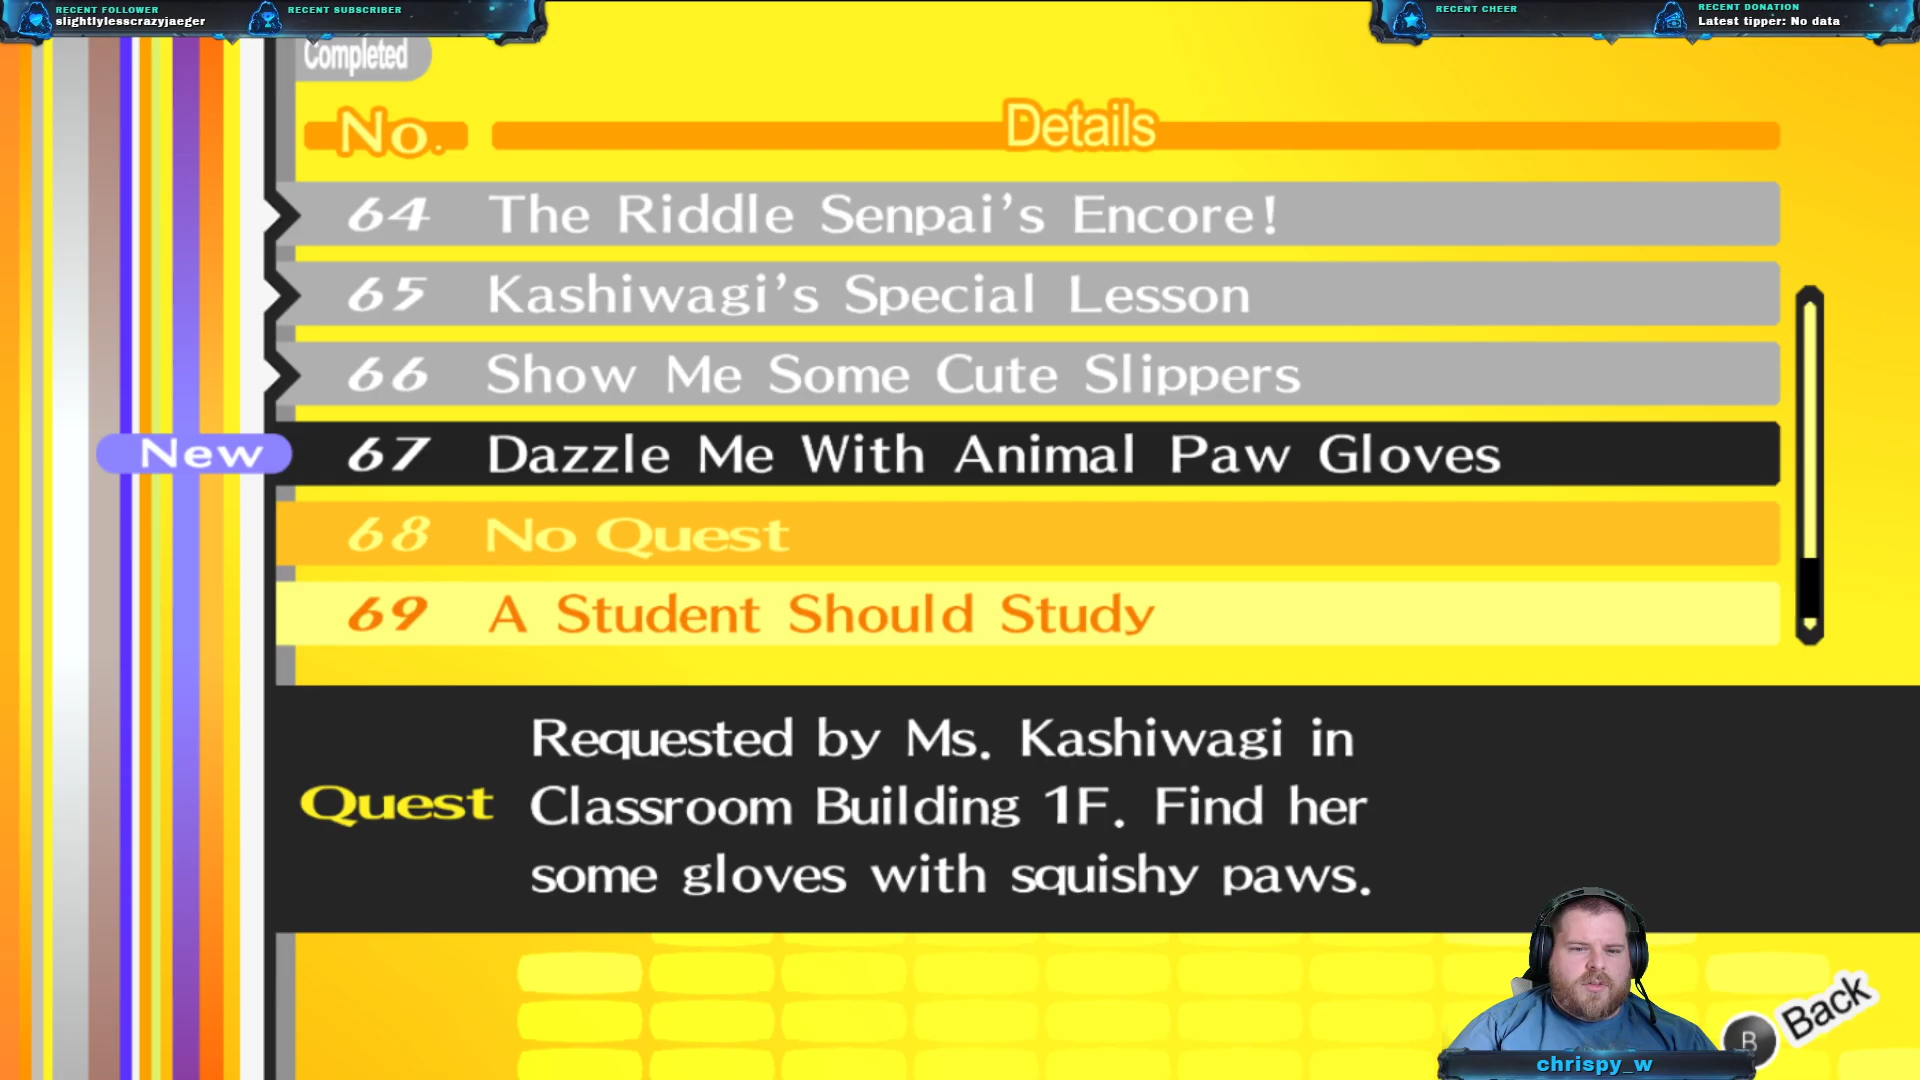 RECENT FOLLOWER
slightlylesscrazyjaeger
RECENT SUBSCRIBER
RECENT CHEER
RECENT DONATION
Latest tipper: No data
Completed
No.
Details
64 The Riddle Senpai's Encore!
65 Kashiwagi's Special Lesson
66 Show Me Some Cute Slippers
New 67 Dazzle Me With Animal Paw Gloves
68 No Quest
69 A Student Should Study
Quest
Requested by Ms. Kashiwagi in
Classroom Building 1F. Find her
some gloves with squishy paws.
B Back
chrispy_w